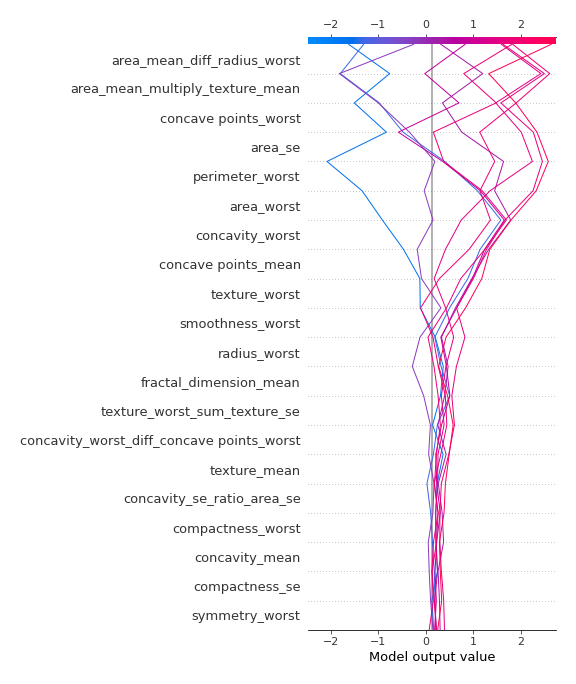 −2 −1 0 1 2
area_mean_diff_radius_worst
area_mean_multiply_texture_mean
concave points_worst
area_se
perimeter_worst
area_worst
concavity_worst
concave points_mean
texture_worst
smoothness_worst
radius_worst
fractal_dimension_mean
texture_worst_sum_texture_se
concavity_worst_diff_concave points_worst
texture_mean
concavity_se_ratio_area_se
compactness_worst
concavity_mean
compactness_se
symmetry_worst
−2 −1 0 1 2
Model output value